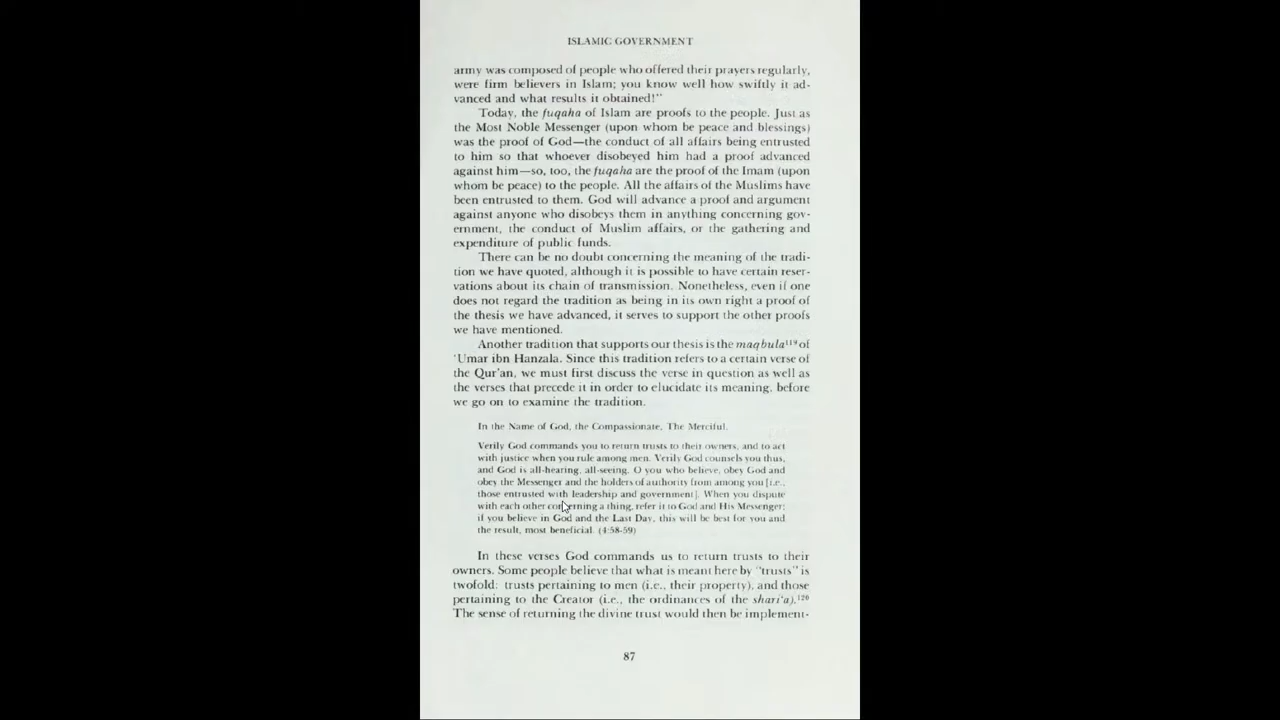 ISLAMIC GOVERNMENT
army was composed of people who offered their prayers regularly,
were firm believers in Islam; you know well how swiftly it ad-
vanced and what results it obtained!"
Today, the fuqaha of Islam are proofs to the people. Just as
the Most Noble Messenger (upon whom be peace and blessings)
was the proof of God—the conduct of all affairs being entrusted
to him so that whoever disobeyed him had a proof advanced
against him—so, too, the fuqaha are the proof of the Imam (upon
whom be peace) to the people. All the affairs of the Muslims have
been entrusted to them. God will advance a proof and argument
against anyone who disobeys them in anything concerning gov-
ernment, the conduct of Muslim affairs, or the gathering and
expenditure of public funds.
There can be no doubt concerning the meaning of the tradi-
tion we have quoted, although it is possible to have certain reser-
vations about its chain of transmission. Nonetheless, even if one
does not regard the tradition as being in its own right a proof of
the thesis we have advanced, it serves to support the other proofs
we have mentioned.
Another tradition that supports our thesis is the maqbula¹¹⁹ of
'Umar ibn Hanzala. Since this tradition refers to a certain verse of
the Qur'an, we must first discuss the verse in question as well as
the verses that precede it in order to elucidate its meaning, before
we go on to examine the tradition.
In the Name of God, the Compassionate, The Merciful.
Verily God commands you to return trusts to their owners, and to act
with justice when you rule among men. Verily God counsels you thus,
and God is all-hearing, all-seeing. O you who believe, obey God and
obey the Messenger and the holders of authority from among you [i.e.,
those entrusted with leadership and government]. When you dispute
with each other concerning a thing, refer it to God and His Messenger;
if you believe in God and the Last Day, this will be best for you and
the result, most beneficial. (4:58-59)
In these verses God commands us to return trusts to their
owners. Some people believe that what is meant here by "trusts" is
twofold: trusts pertaining to men (i.e., their property), and those
pertaining to the Creator (i.e., the ordinances of the shari'a).¹²⁰
The sense of returning the divine trust would then be implement-
87